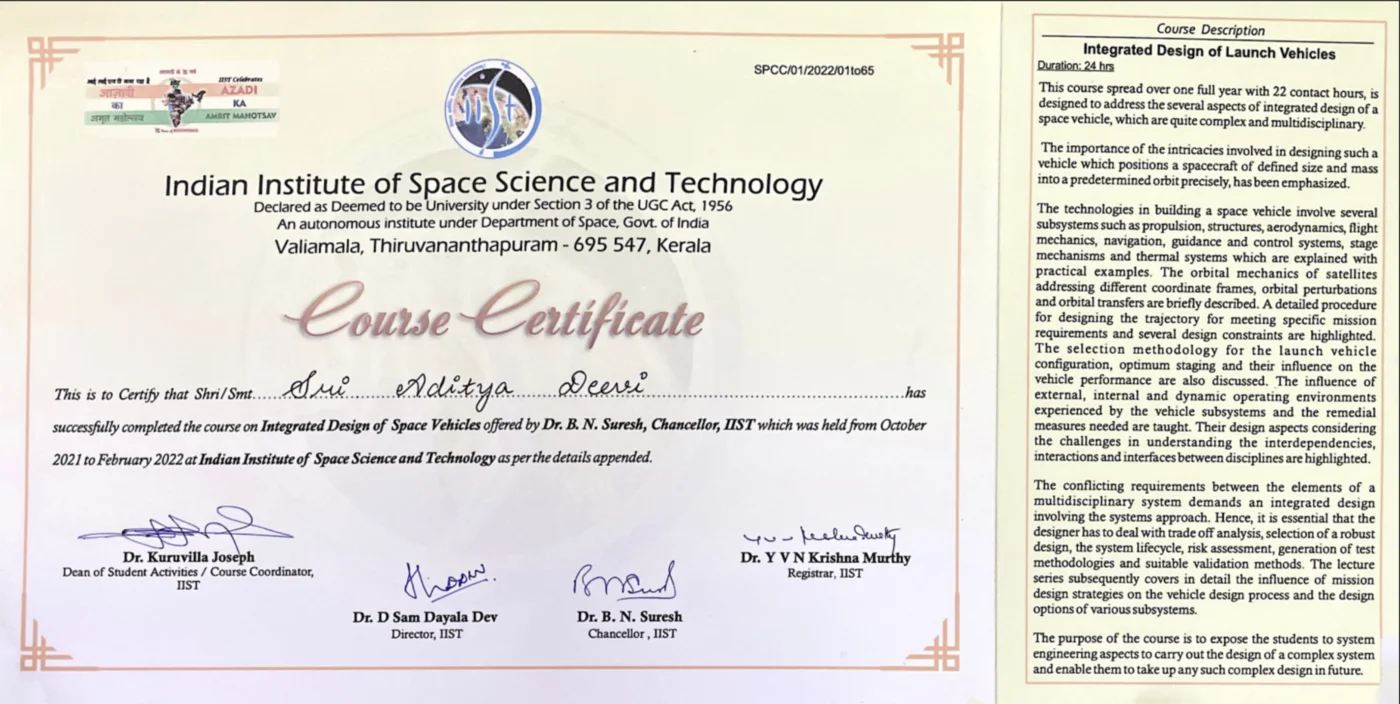 आज़ादी
का
अमृत महोत्सव
IIST Celebrates
AZADI
KA
AMRIT MAHOTSAV
iist
SPCC/01/2022/01to65
Indian Institute of Space Science and Technology
Declared as Deemed to be University under Section 3 of the UGC Act, 1956
An autonomous institute under Department of Space, Govt. of India
Valiamala, Thiruvananthapuram - 695 547, Kerala
Course Certificate
This is to Certify that Shri/Smt..... Sri Aditya Deevi ..........has
successfully completed the course on Integrated Design of Space Vehicles offered by Dr. B. N. Suresh, Chancellor, IIST which was held from October
2021 to February 2022 at Indian Institute of Space Science and Technology as per the details appended.
Dr. Kuruvilla Joseph
Dean of Student Activities / Course Coordinator,
IIST
Dr. D Sam Dayala Dev
Director, IIST
Dr. B. N. Suresh
Chancellor , IIST
Dr. Y V N Krishna Murthy
Registrar, IIST
Course Description
Integrated Design of Launch Vehicles
Duration: 24 hrs
This course spread over one full year with 22 contact hours, is
designed to address the several aspects of integrated design of a
space vehicle, which are quite complex and multidisciplinary.
The importance of the intricacies involved in designing such a
vehicle which positions a spacecraft of defined size and mass
into a predetermined orbit precisely, has been emphasized.
The technologies in building a space vehicle involve several
subsystems such as propulsion, structures, aerodynamics, flight
mechanics, navigation, guidance and control systems, stage
mechanisms and thermal systems which are explained with
practical examples. The orbital mechanics of satellites
addressing different coordinate frames, orbital perturbations
and orbital transfers are briefly described. A detailed procedure
for designing the trajectory for meeting specific mission
requirements and several design constraints are highlighted.
The selection methodology for the launch vehicle
configuration, optimum staging and their influence on the
vehicle performance are also discussed. The influence of
external, internal and dynamic operating environments
experienced by the vehicle subsystems and the remedial
measures needed are taught. Their design aspects considering
the challenges in understanding the interdependencies,
interactions and interfaces between disciplines are highlighted.
The conflicting requirements between the elements of a
multidisciplinary system demands an integrated design
involving the systems approach. Hence, it is essential that the
designer has to deal with trade off analysis, selection of a robust
design, the system lifecycle, risk assessment, generation of test
methodologies and suitable validation methods. The lecture
series subsequently covers in detail the influence of mission
design strategies on the vehicle design process and the design
options of various subsystems.
The purpose of the course is to expose the students to system
engineering aspects to carry out the design of a complex system
and enable them to take up any such complex design in future.